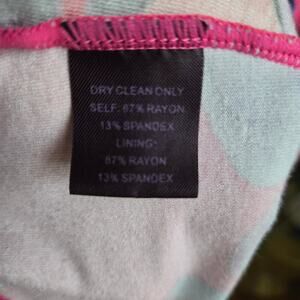 DRY CLEAN ONLY
SELF: 87% RAYON
13% SPANDEX
LINING:
87% RAYON
13% SPANDEX